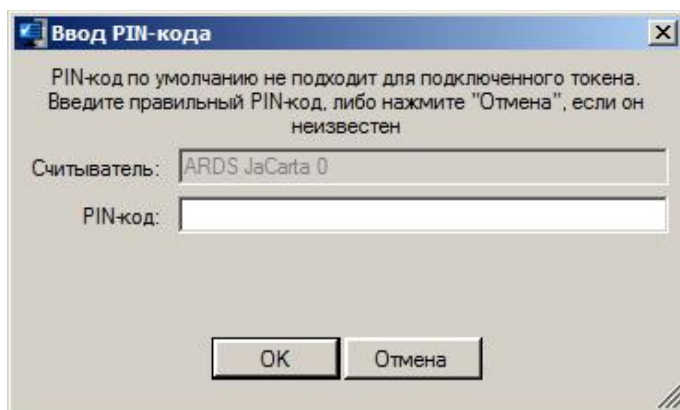 Ввод PIN-кода
PIN-код по умолчанию не подходит для подключенного токена.
Введите правильный PIN-код, либо нажмите "Отмена", если он
неизвестен
Считыватель: ARDS JaCarta 0
PIN-код:
OK Отмена